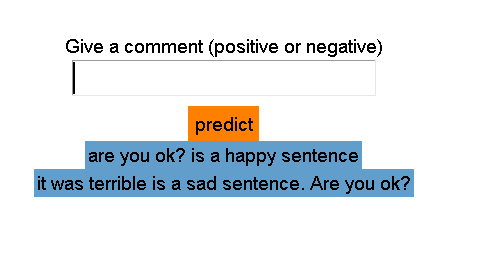 Give a comment (positive or negative)
predict
are you ok? is a happy sentence
it was terrible is a sad sentence. Are you ok?